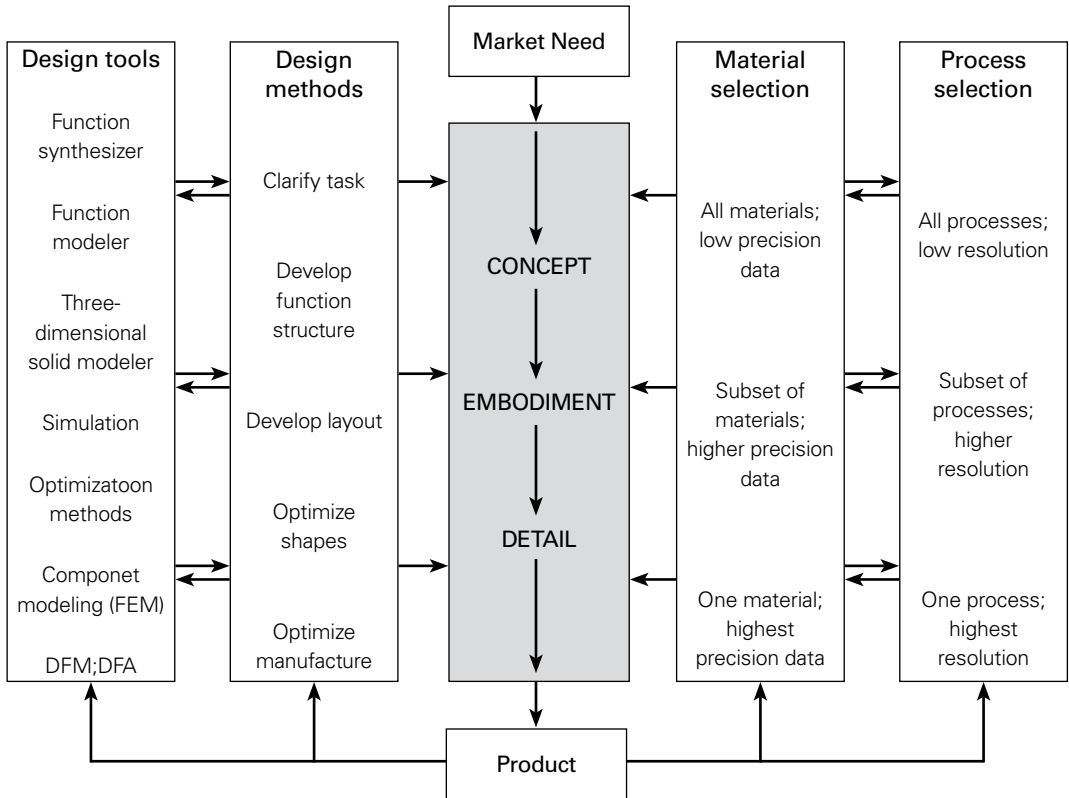 Market Need
Design tools
Function
synthesizer
Function
modeler
Three-
dimensional
solid modeler
Simulation
Optimizatoon
methods
Componet
modeling (FEM)
DFM;DFA
Design
methods
Clarify task
Develop
function
structure
Develop layout
Optimize
shapes
Optimize
manufacture
CONCEPT
EMBODIMENT
DETAIL
Material
selection
All materials;
low precision
data
Subset of
materials;
higher precision
data
One material;
highest
precision data
Process
selection
All processes;
low resolution
Subset of
processes;
higher
resolution
One process;
highest
resolution
Product